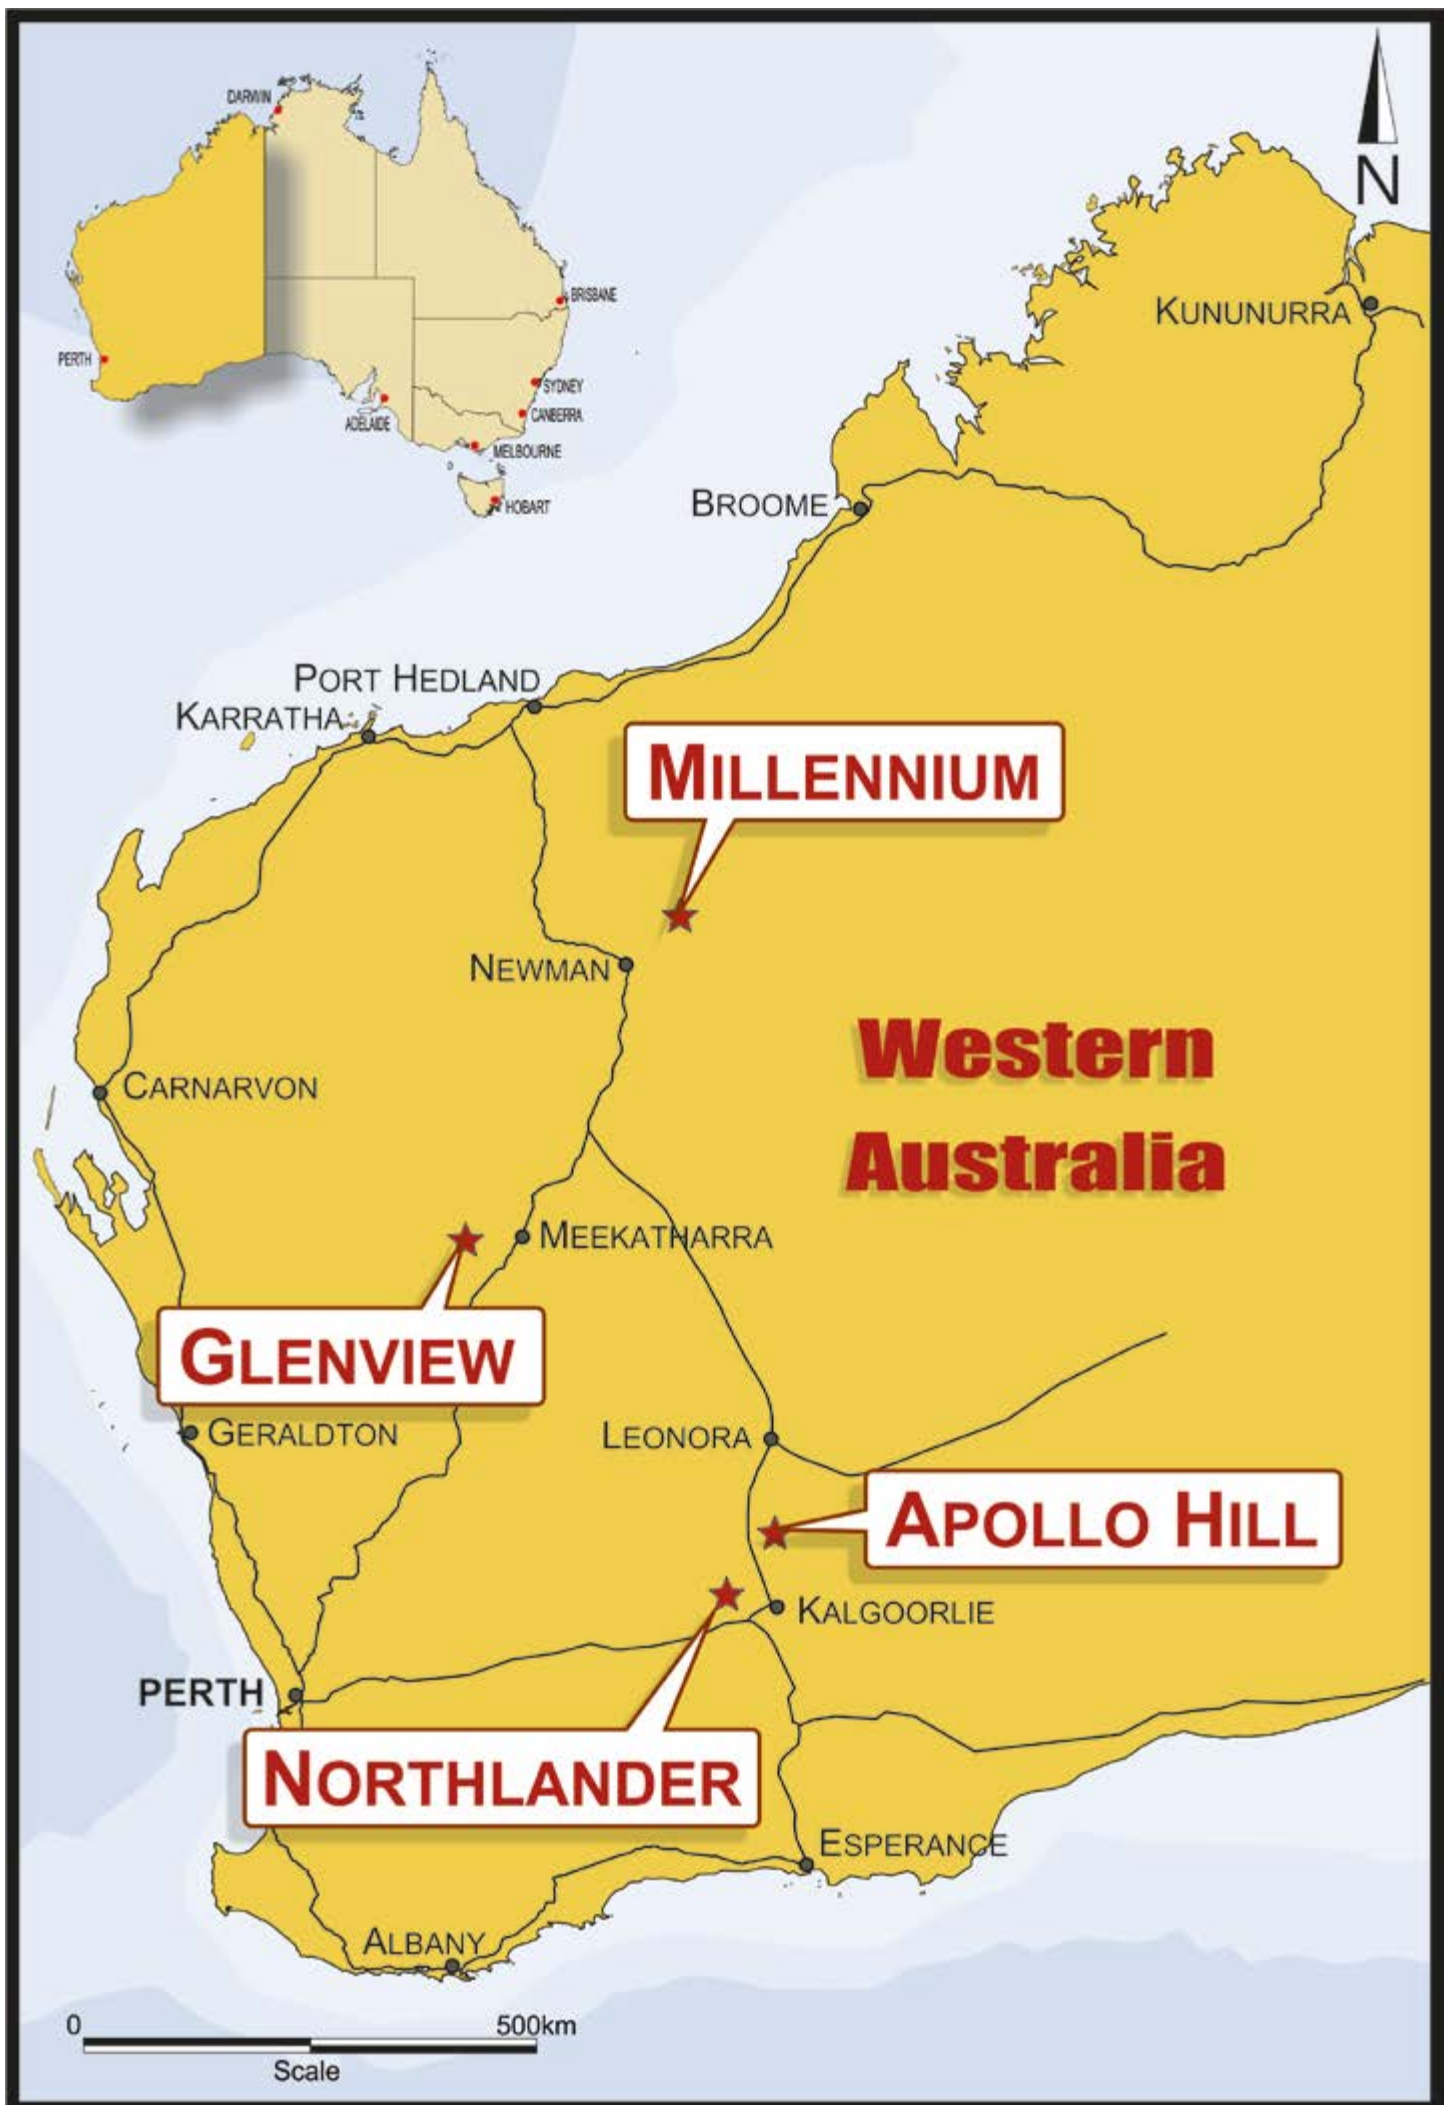 DARWIN
N
BRISBANE
KUNUNURRA
PERTH
SYDNEY
CANBERRA
ADELAIDE
MELBOURNE
BROOME
HOBART
PORT HEDLAND
KARRATHA
MILLENNIUM
NEWMAN
Western
Australia
CARNARVON
MEEKATHARRA
GLENVIEW
GERALDTON
LEONORA
APOLLO HILL
KALGOORLIE
PERTH
NORTHLANDER
ESPERANCE
ALBANY
0 500km
Scale